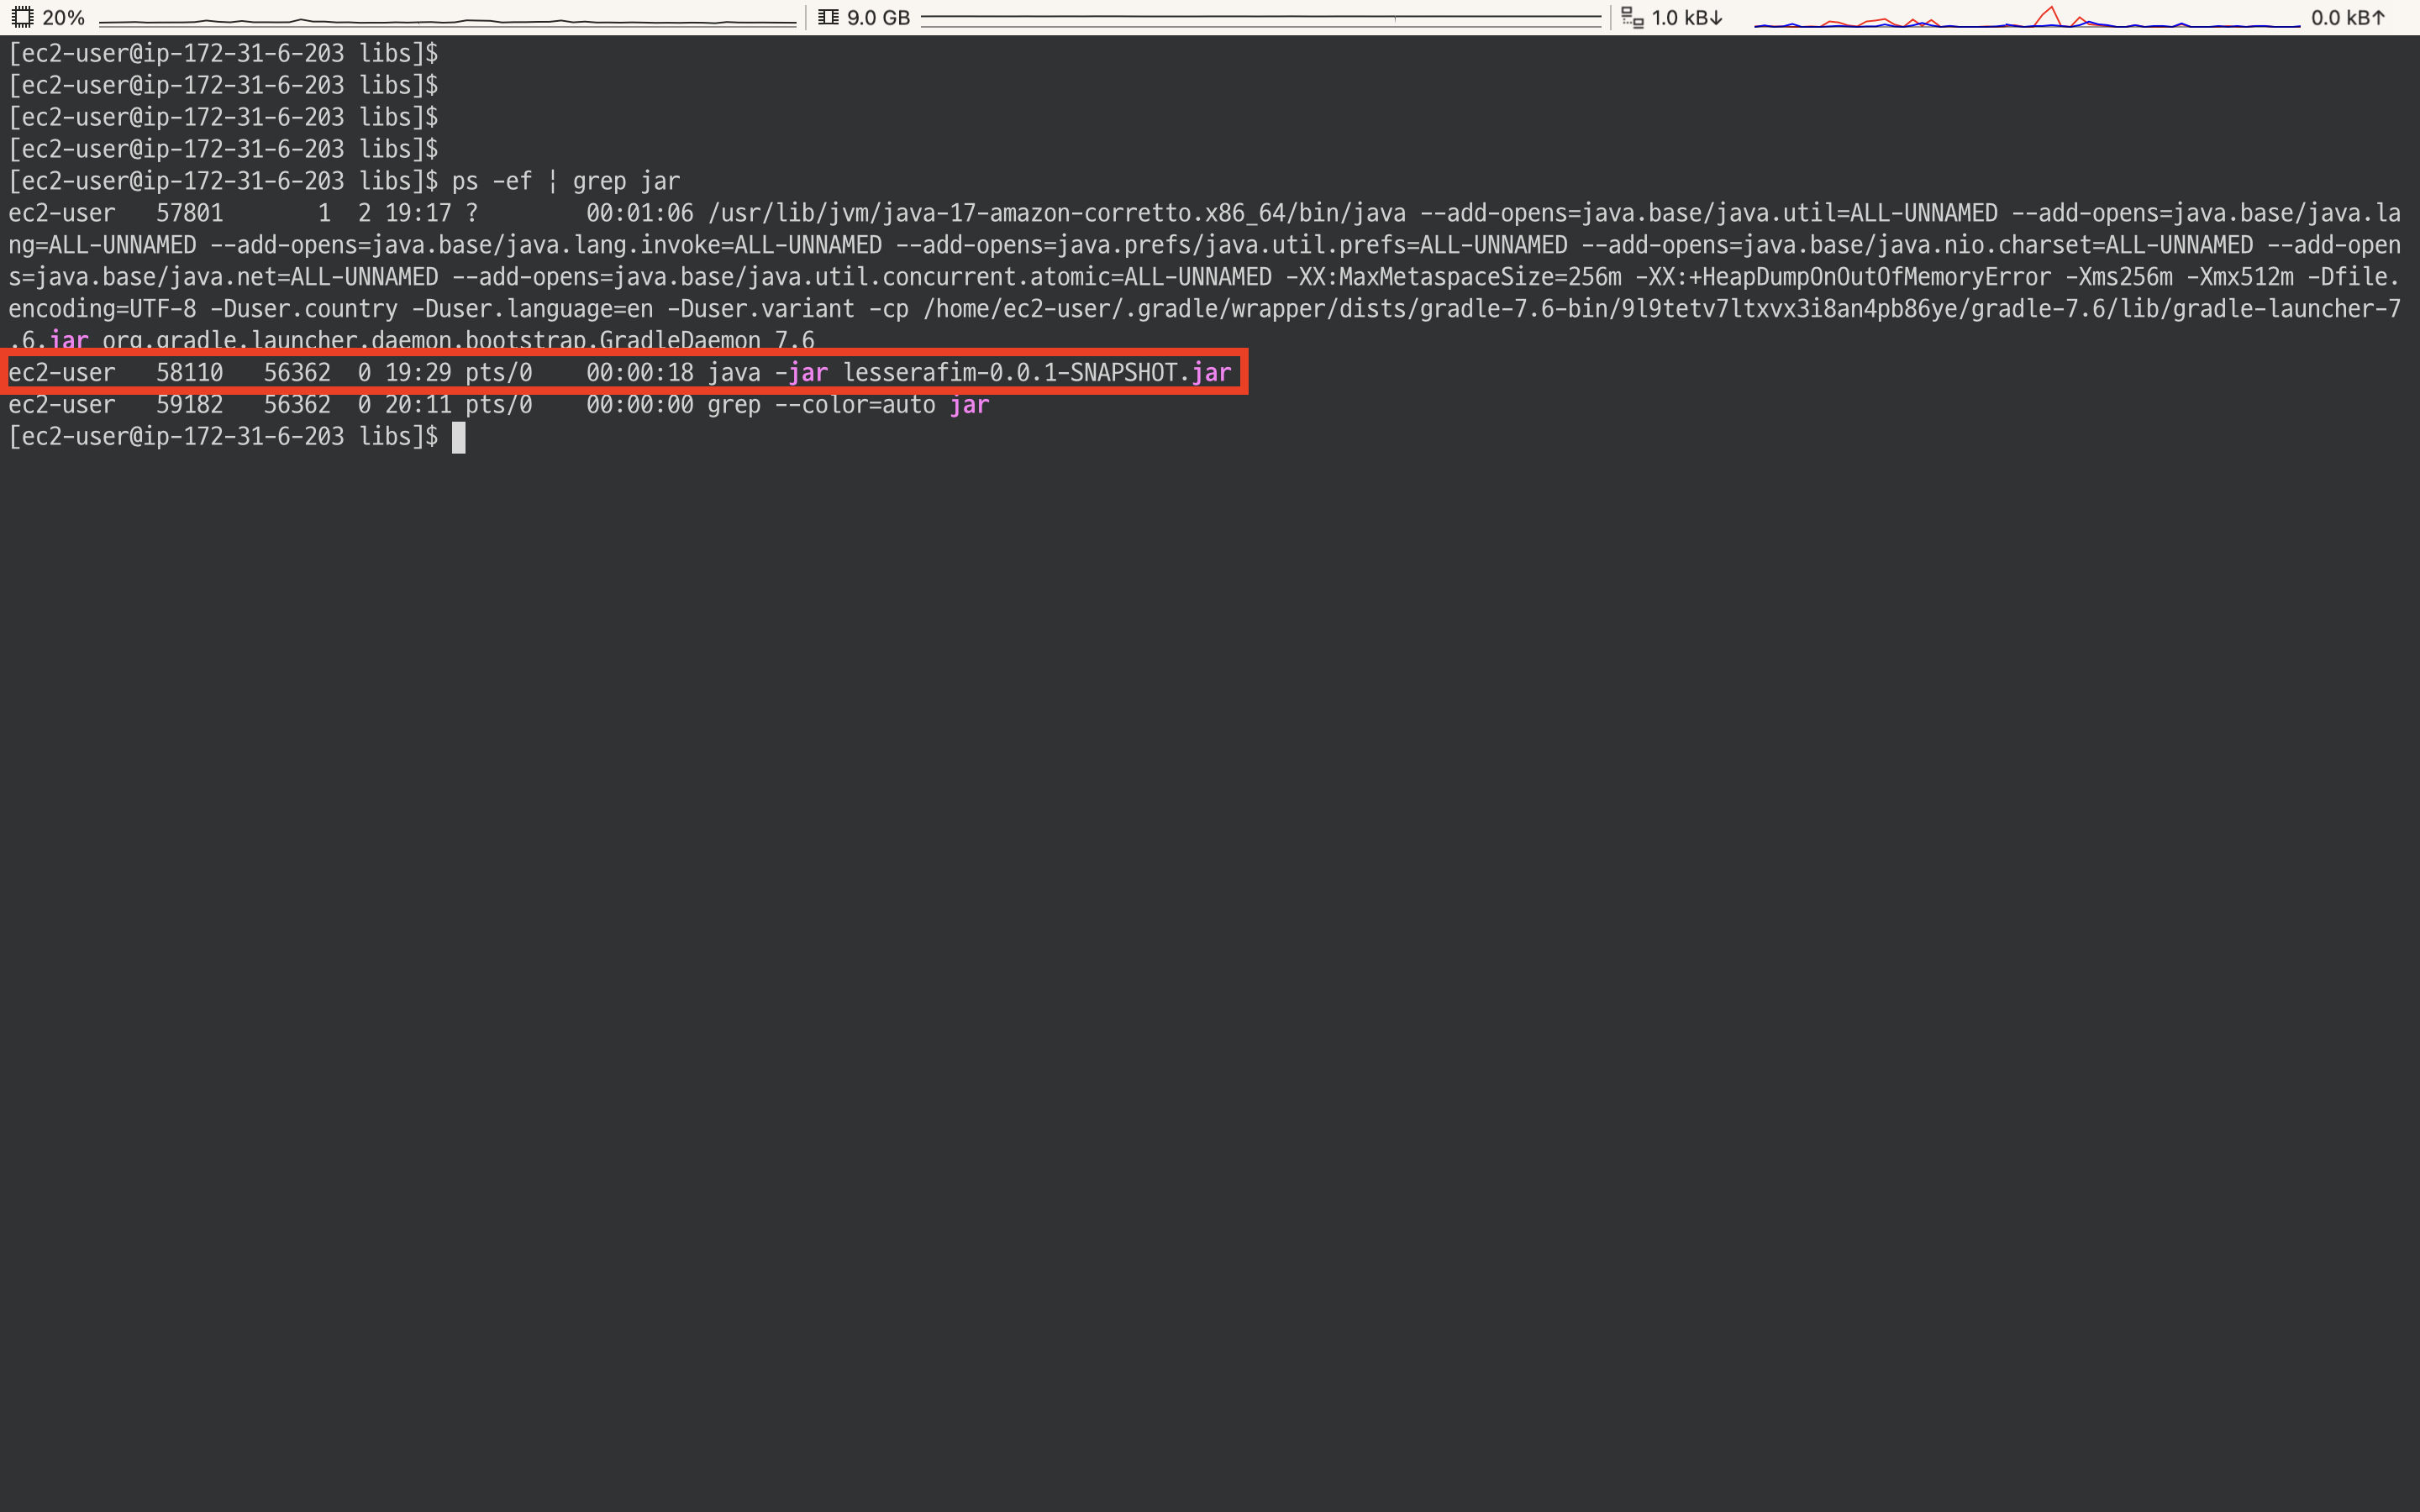 20% 9.0 GB 1.0 kB↓ 0.0 kB↑
[ec2-user@ip-172-31-6-203 libs]$
[ec2-user@ip-172-31-6-203 libs]$
[ec2-user@ip-172-31-6-203 libs]$
[ec2-user@ip-172-31-6-203 libs]$
[ec2-user@ip-172-31-6-203 libs]$ ps -ef | grep jar
ec2-user   57801       1  2 19:17 ?        00:01:06 /usr/lib/jvm/java-17-amazon-corretto.x86_64/bin/java --add-opens=java.base/java.util=ALL-UNNAMED --add-opens=java.base/java.la
ng=ALL-UNNAMED --add-opens=java.base/java.lang.invoke=ALL-UNNAMED --add-opens=java.prefs/java.util.prefs=ALL-UNNAMED --add-opens=java.base/java.nio.charset=ALL-UNNAMED --add-open
s=java.base/java.net=ALL-UNNAMED --add-opens=java.base/java.util.concurrent.atomic=ALL-UNNAMED -XX:MaxMetaspaceSize=256m -XX:+HeapDumpOnOutOfMemoryError -Xms256m -Xmx512m -Dfile.
encoding=UTF-8 -Duser.country -Duser.language=en -Duser.variant -cp /home/ec2-user/.gradle/wrapper/dists/gradle-7.6-bin/9l9tetv7ltxvx3i8an4pb86ye/gradle-7.6/lib/gradle-launcher-7
.6.jar org.gradle.launcher.daemon.bootstrap.GradleDaemon 7.6
ec2-user   58110   56362  0 19:29 pts/0    00:00:18 java -jar lesserafim-0.0.1-SNAPSHOT.jar
ec2-user   59182   56362  0 20:11 pts/0    00:00:00 grep --color=auto jar
[ec2-user@ip-172-31-6-203 libs]$